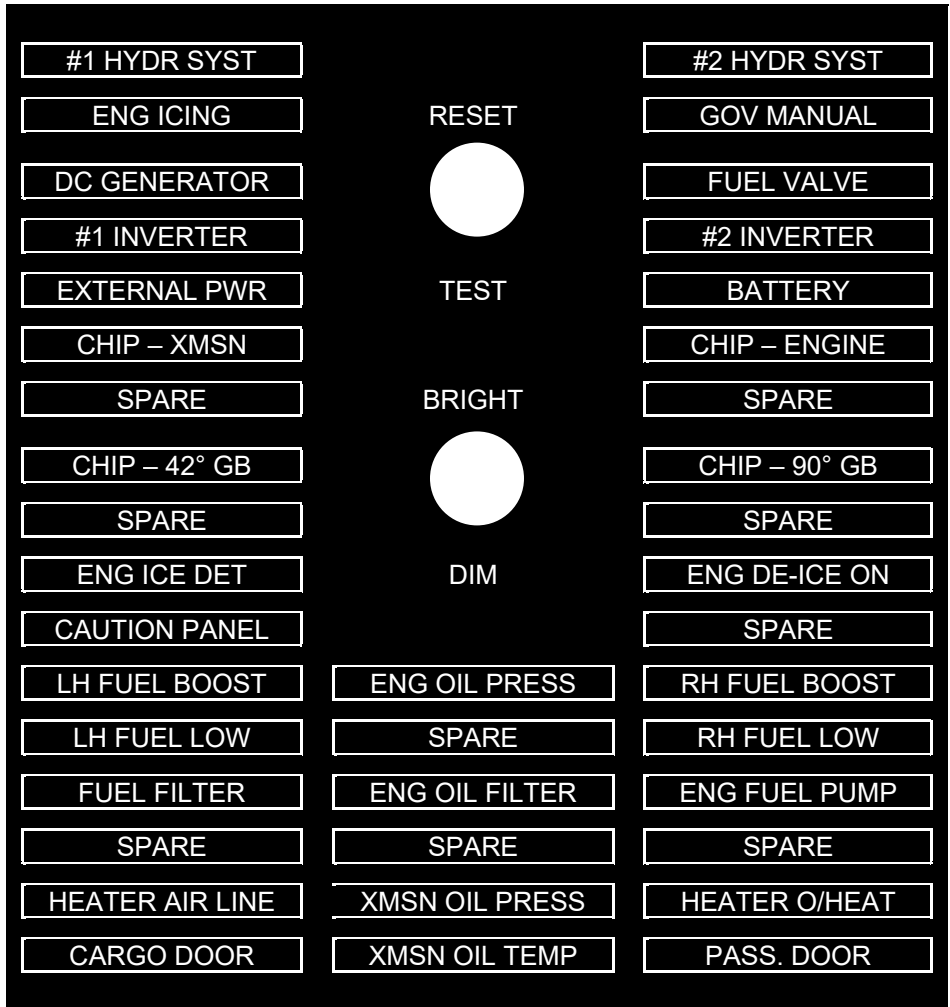 #1 HYDR SYST
#2 HYDR SYST
ENG ICING
RESET
GOV MANUAL
DC GENERATOR
FUEL VALVE
#1 INVERTER
#2 INVERTER
EXTERNAL PWR
TEST
BATTERY
CHIP – XMSN
CHIP – ENGINE
SPARE
BRIGHT
SPARE
CHIP – 42° GB
CHIP – 90° GB
SPARE
SPARE
ENG ICE DET
DIM
ENG DE-ICE ON
CAUTION PANEL
SPARE
LH FUEL BOOST
ENG OIL PRESS
RH FUEL BOOST
LH FUEL LOW
SPARE
RH FUEL LOW
FUEL FILTER
ENG OIL FILTER
ENG FUEL PUMP
SPARE
SPARE
SPARE
HEATER AIR LINE
XMSN OIL PRESS
HEATER O/HEAT
CARGO DOOR
XMSN OIL TEMP
PASS. DOOR